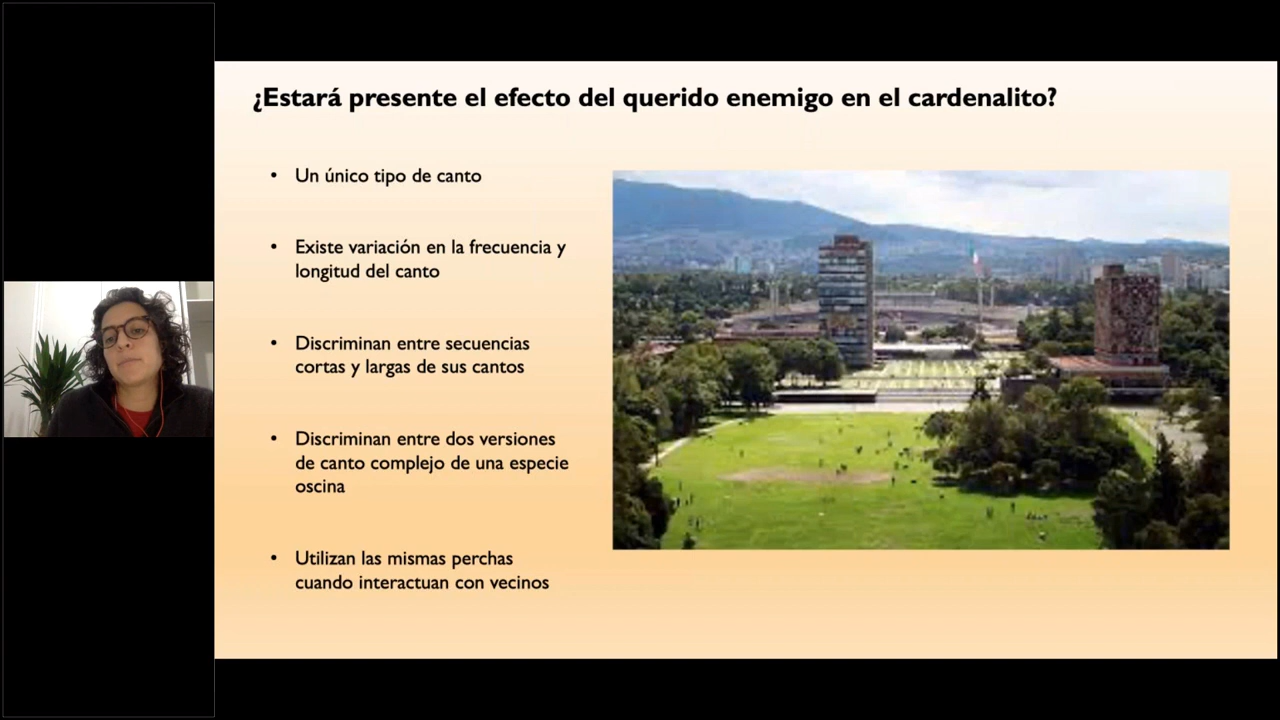 ¿Estará presente el efecto del querido enemigo en el cardenalito?
• Un único tipo de canto
• Existe variación en la frecuencia y
longitud del canto
• Discriminan entre secuencias
cortas y largas de sus cantos
• Discriminan entre dos versiones
de canto complejo de una especie
oscina
• Utilizan las mismas perchas
cuando interactuan con vecinos